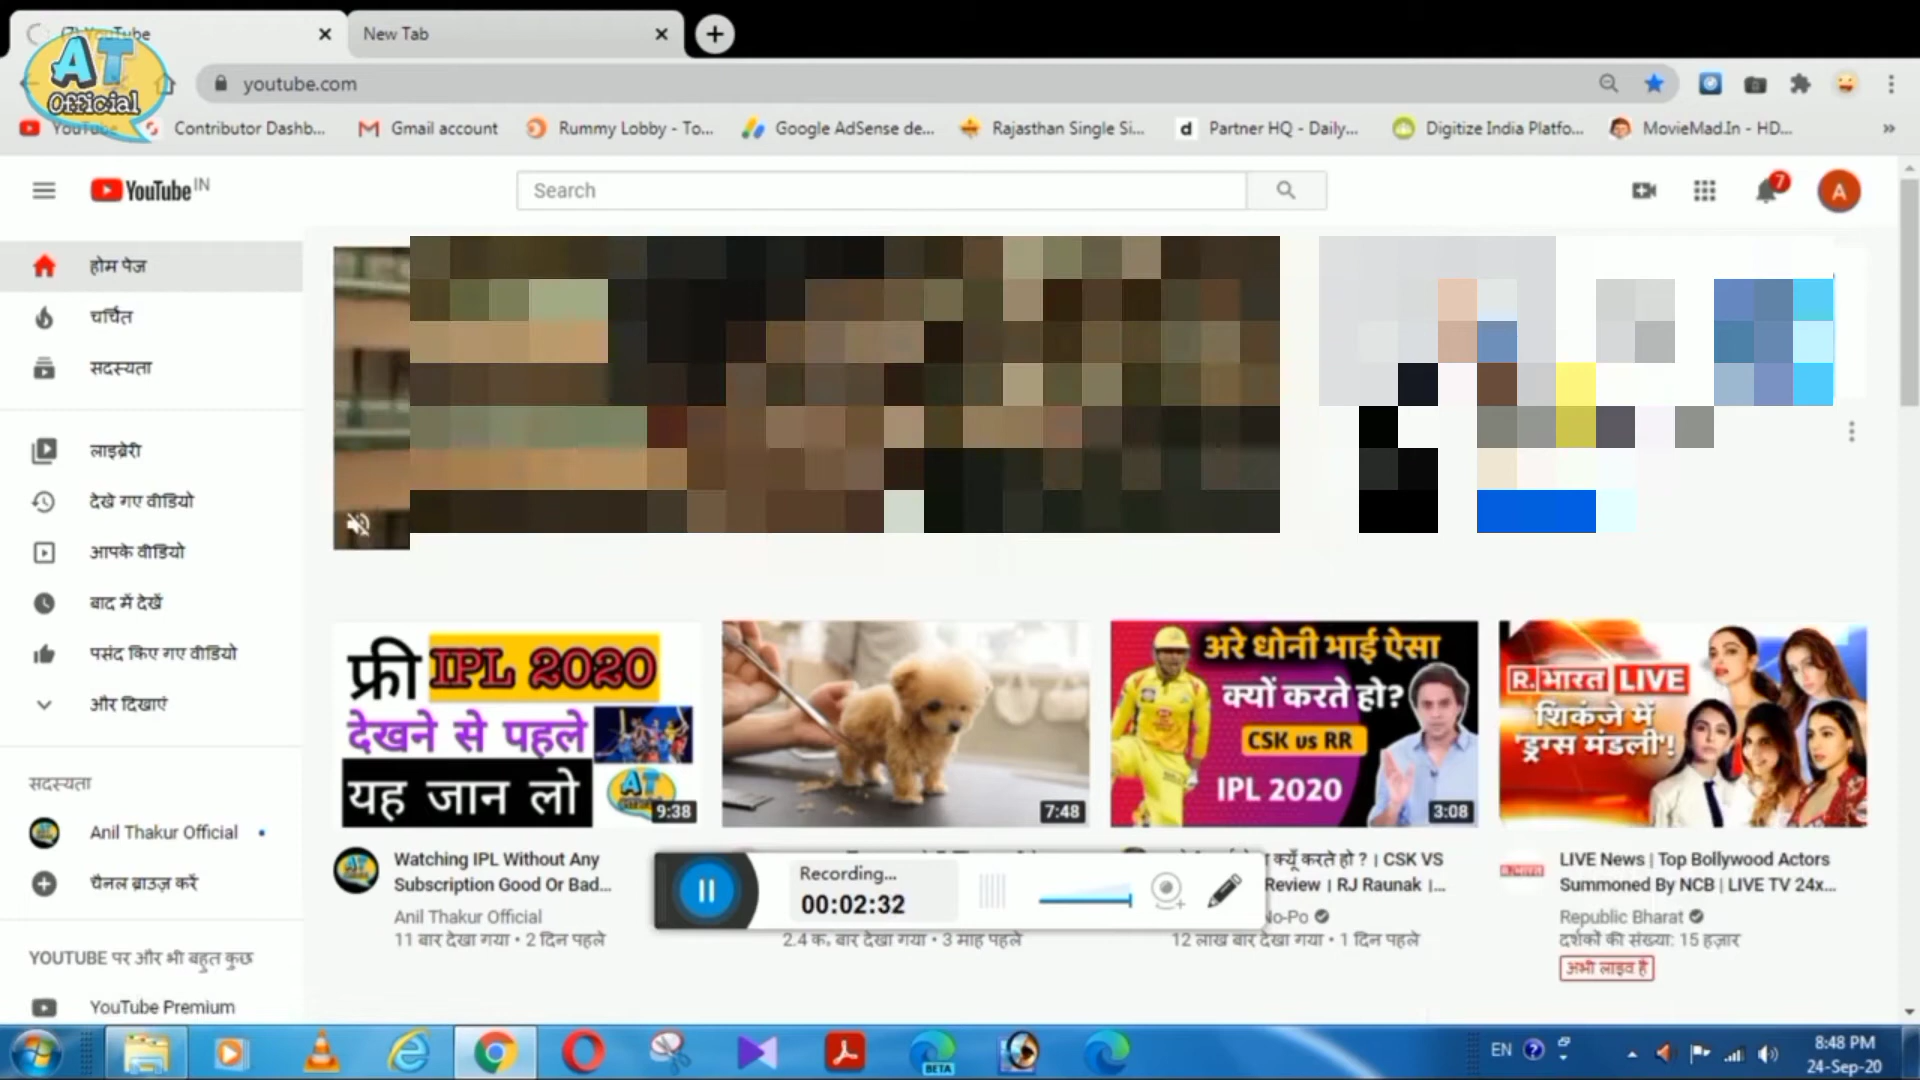 (7) YouTube
New Tab
AT
Official
youtube.com
YouTube
Contributor Dashb...
Gmail account
Rummy Lobby - To...
Google AdSense de...
Rajasthan Single Si...
Partner HQ - Daily...
Digitize India Platfo...
MovieMad.In - HD...
YouTube IN
Search
7
A
होम पेज
चर्चित
सदस्यता
लाइब्रेरी
देखे गए वीडियो
आपके वीडियो
बाद में देखें
पसंद किए गए वीडियो
और दिखाएं
सदस्यता
Anil Thakur Official
चैनल ब्राउज़ करें
YOUTUBE पर और भी बहुत कुछ
YouTube Premium
फ्री IPL 2020
देखने से पहले
यह जान लो
AT
9:38
Watching IPL Without Any
Subscription Good Or Bad...
Anil Thakur Official
11 बार देखा गया • 2 दिन पहले
7:48
2.4 क. बार देखा गया • 3 माह पहले
अरे धोनी भाई ऐसा
क्यों करते हो?
CSK vs RR
IPL 2020
3:08
क्यूँ करते हो ? | CSK VS
Review | RJ Raunak |...
No-Po
12 लाख बार देखा गया • 1 दिन पहले
R.भारत LIVE
शिकंजे में
'ड्रग्स मंडली'!
LIVE News | Top Bollywood Actors
Summoned By NCB | LIVE TV 24x...
Republic Bharat
दर्शकों की संख्या: 15 हज़ार
अभी लाइव है
Recording...
00:02:32
BETA
EN
8:48 PM
24-Sep-20